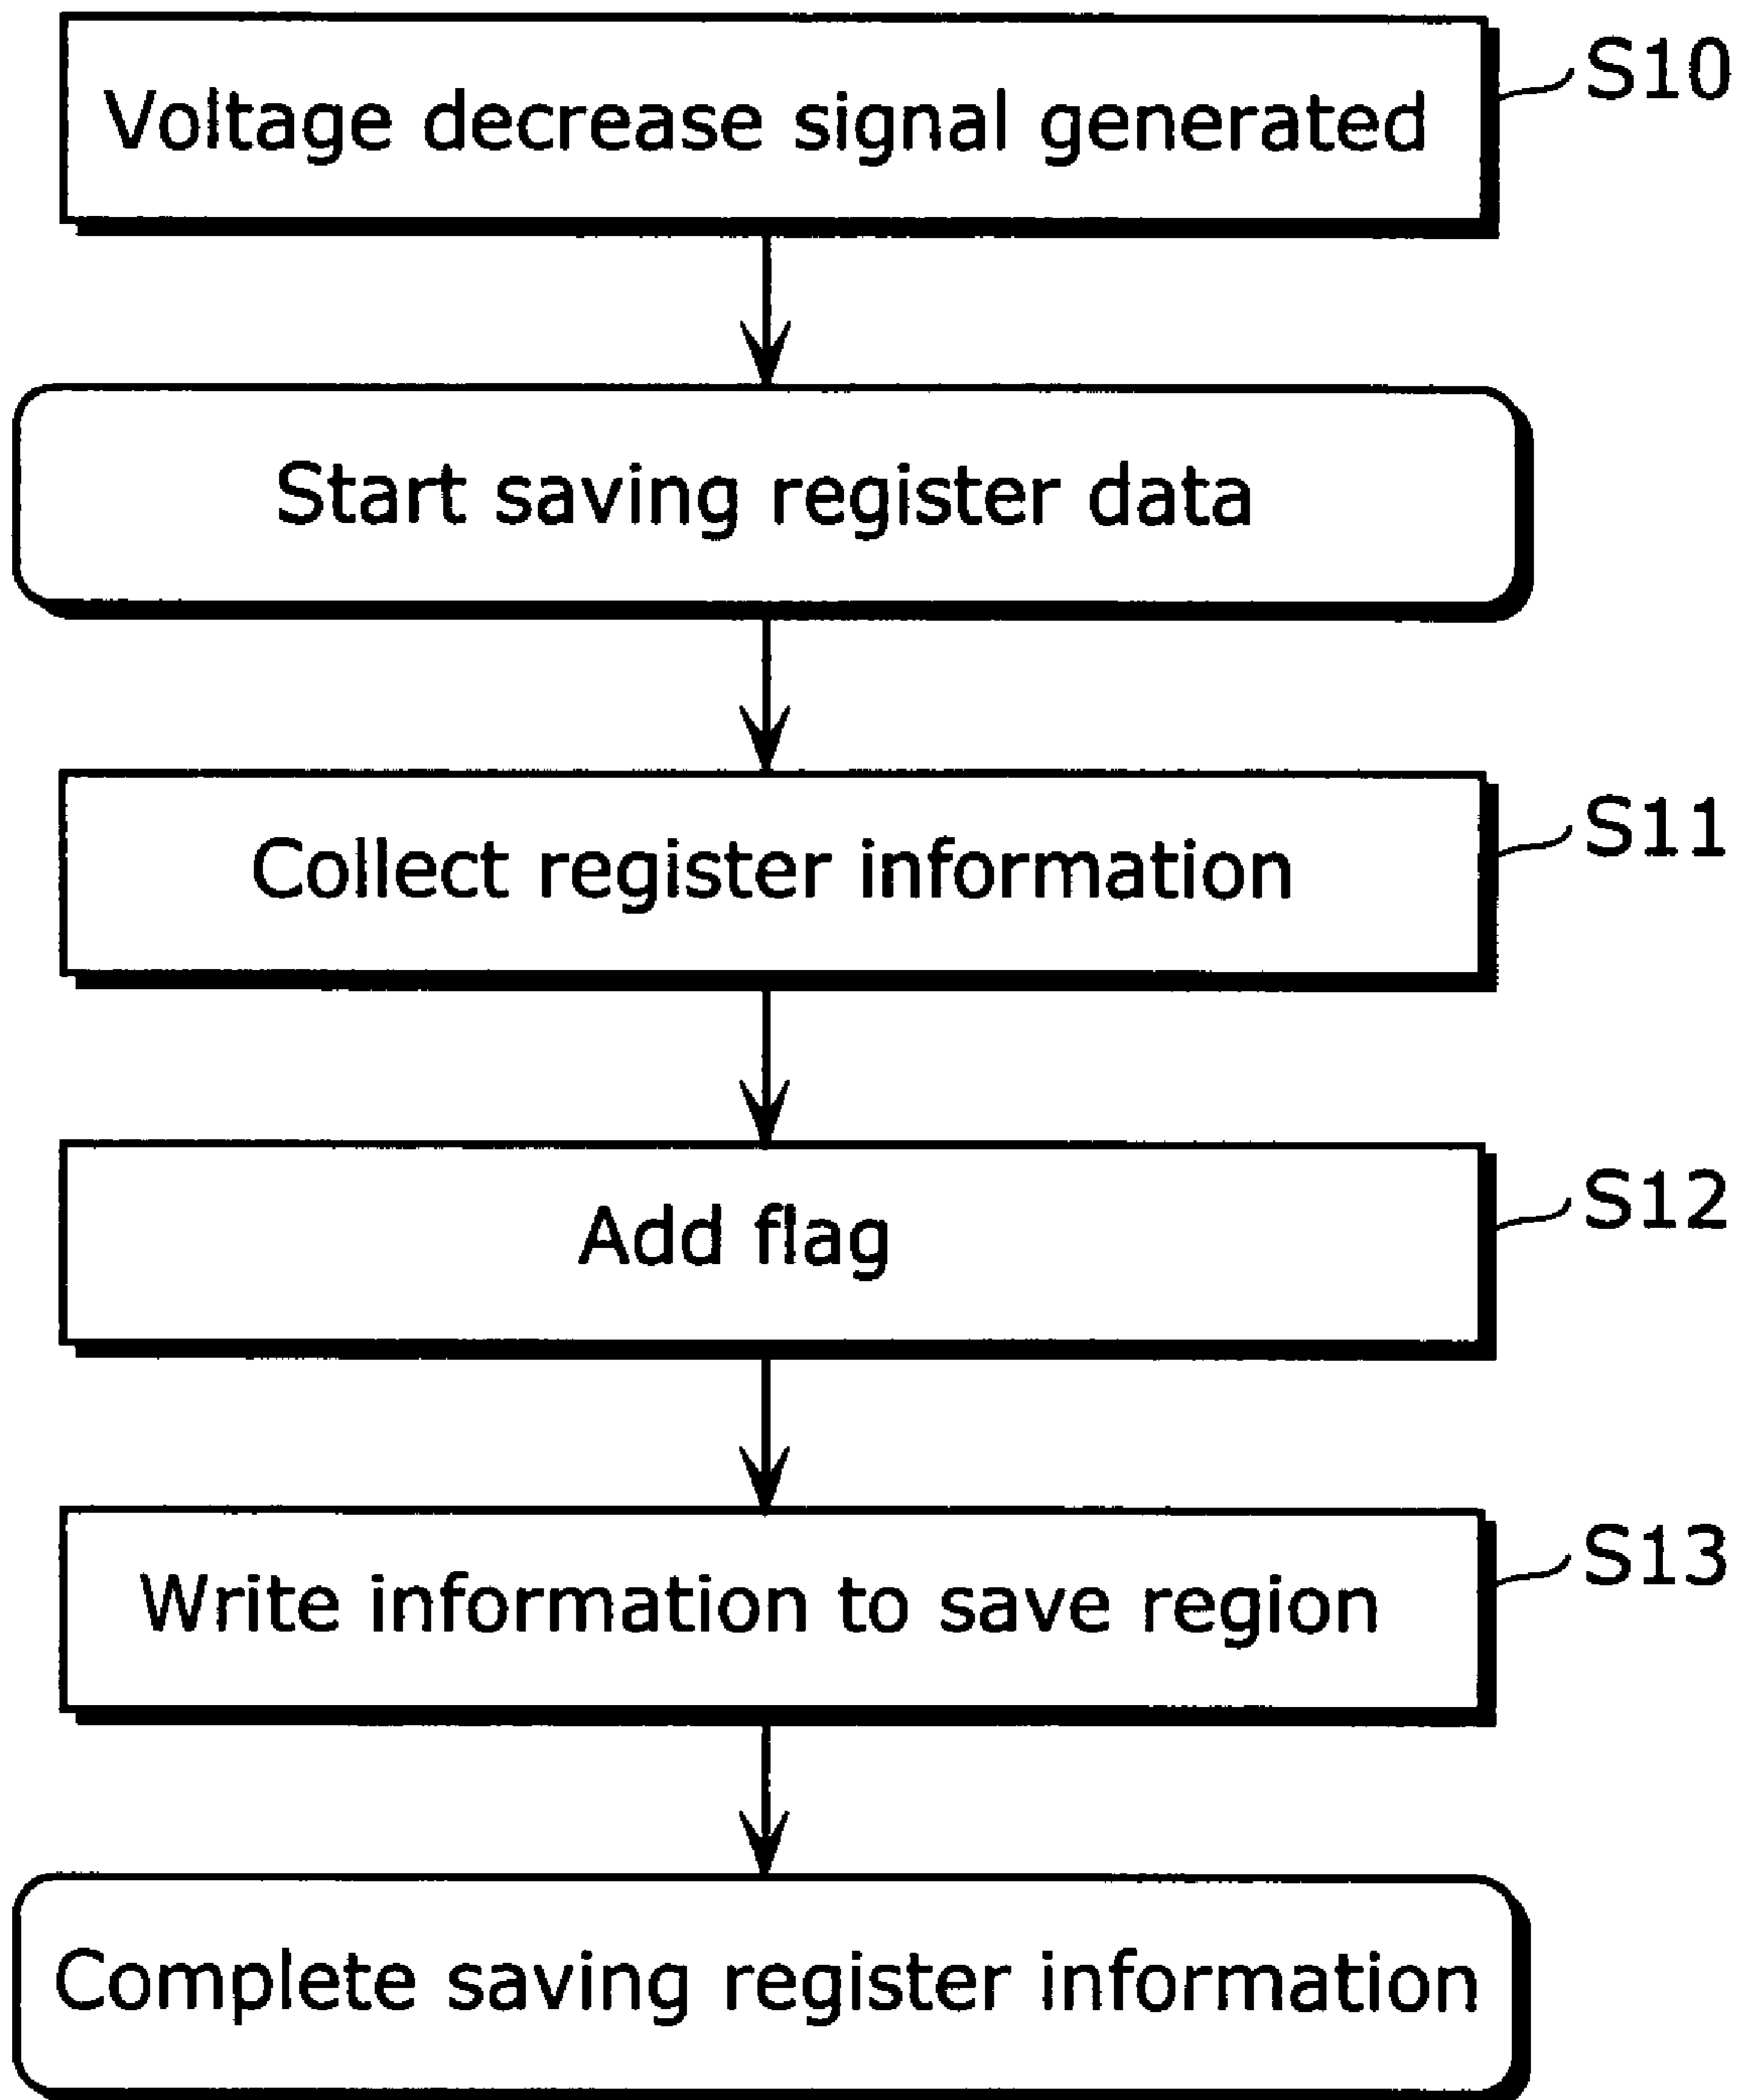 Voltage decrease signal generated
S10
Start saving register data
Collect register information
S11
Add flag
S12
Write information to save region
S13
Complete saving register information